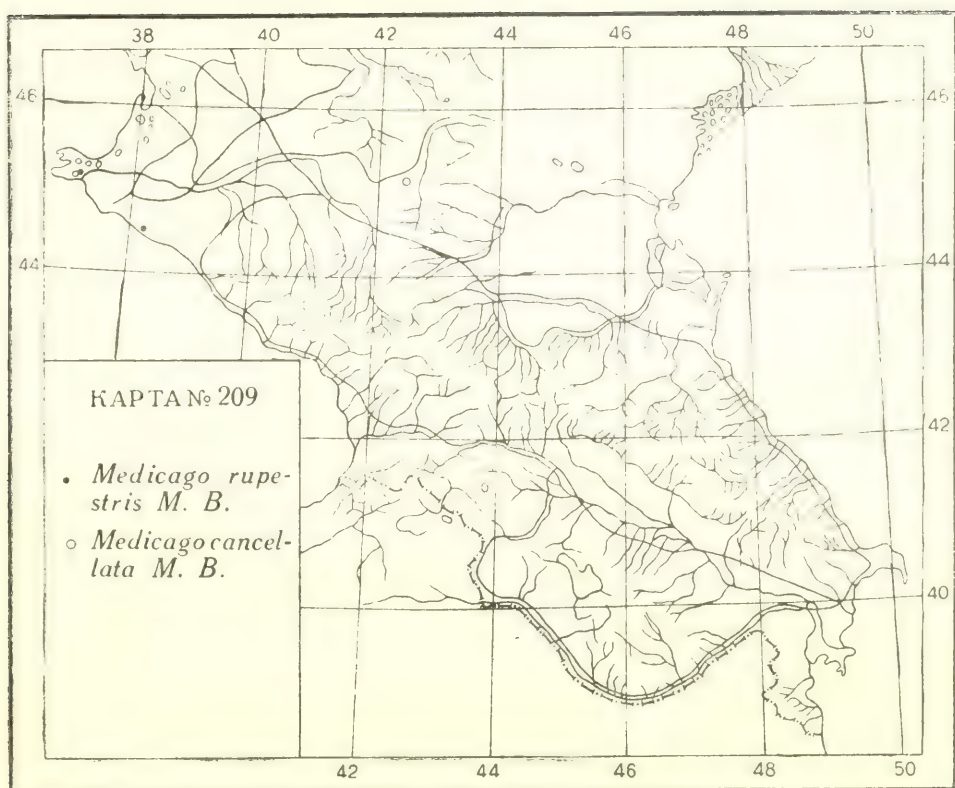 38 40 42 44 46 48 50
46 46
44 44
КАРТА № 209
42
• Medicago rupe-
stris M. B.
○ Medicago cancel-
lata M. B.
40
42 44 46 48 50